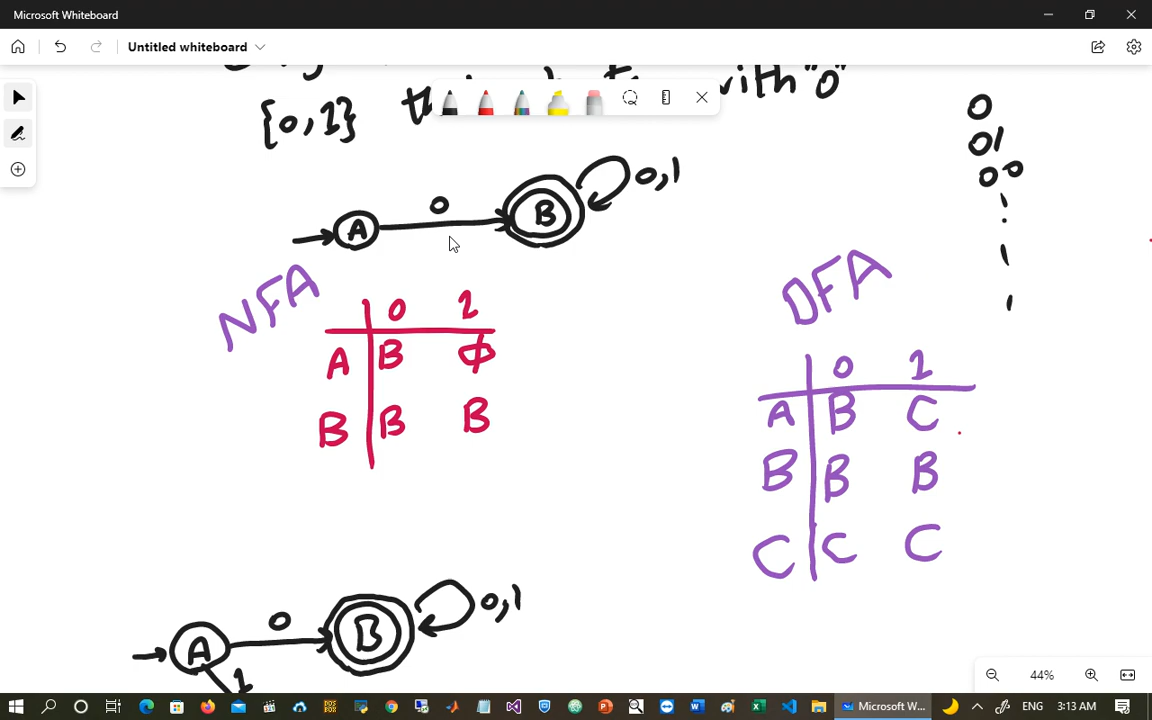 Microsoft Whiteboard
Untitled whiteboard
with "0"
{0,1}
0
01
00
A 0 B 0,1
NFA
0 1
A B ϕ
B B B
DFA
0 1
A B C
B B B
C C C
A 0 B 0,1
1
44%
Microsoft W...
ENG
3:13 AM